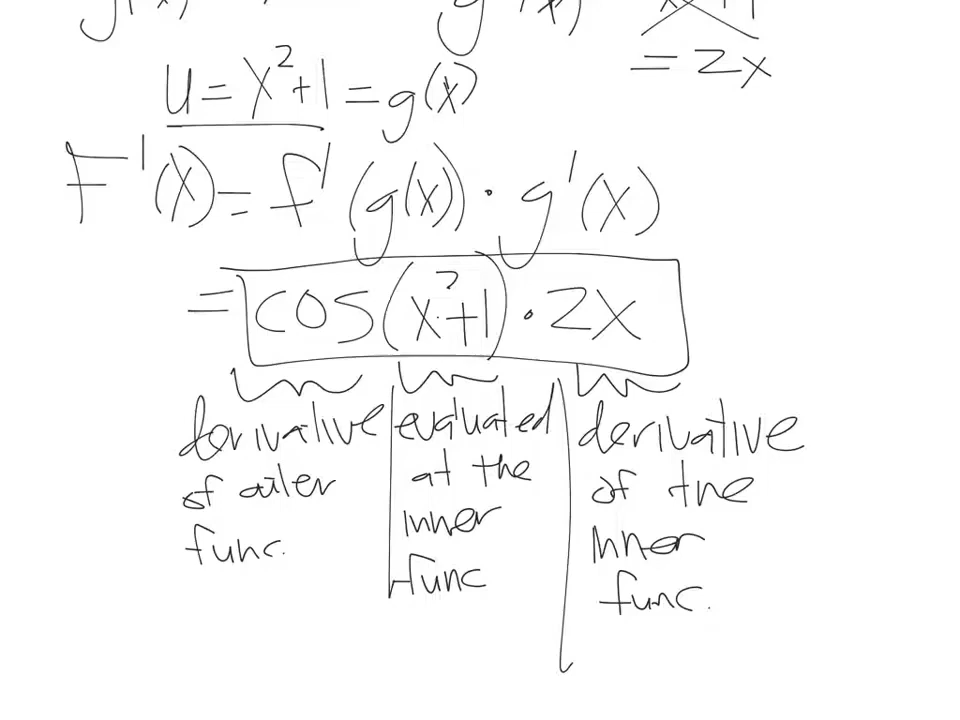 = 2x
u = x²+1 = g(x)
F'(x) = f'(g(x)) · g'(x)
= cos(x²+1) · 2x
derivative
of outer
func.
evaluated
at the
inner
func
derivative
of the
inner
func.